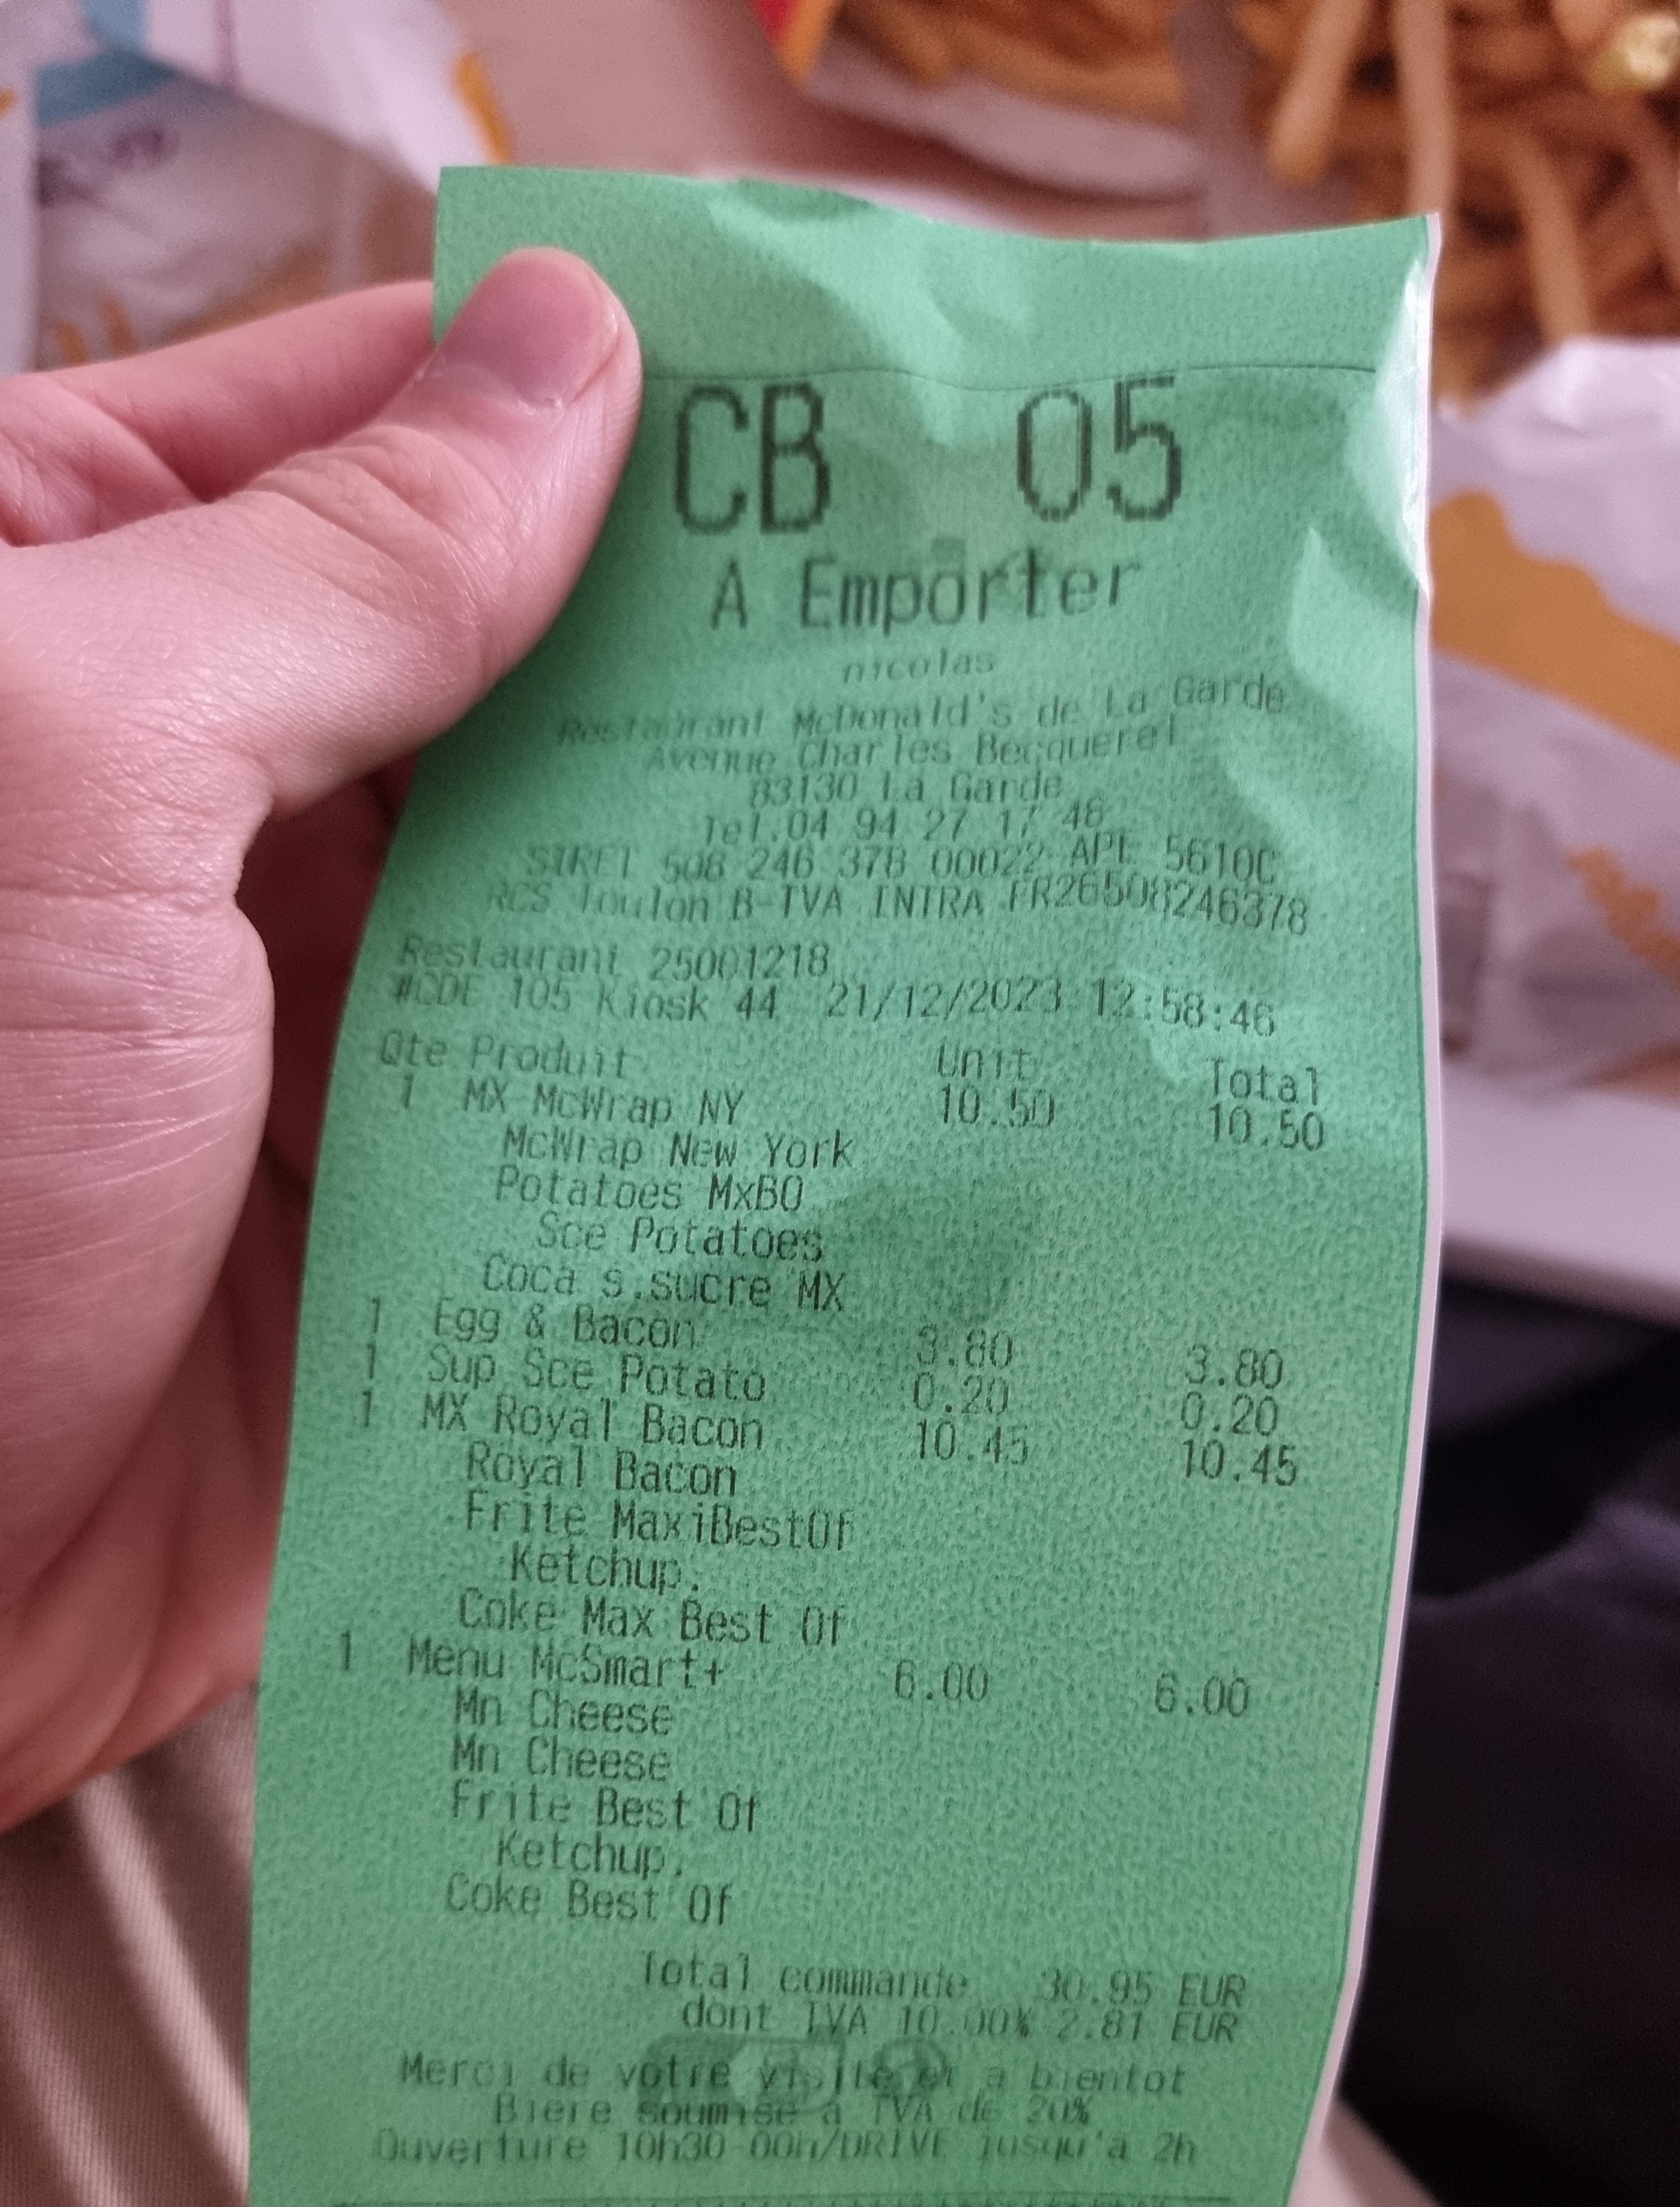 CB 05
A Emporter
nicolas
Restaurant McDonald's de La Garde
Avenue Charles Becquerel
83130 La Garde
Tel.04 94 27 17 48
SIRET 508 246 378 00022-APE 5610C
RCS Toulon B-TVA INTRA FR26508246378
Restaurant 25001218
#CDE 105 Kiosk 44 21/12/2023 12:58:46
Qte Produit Unit Total
1 MX McWrap NY 10.50 10.50
McWrap New York
Potatoes MxBO
Sce Potatoes
Coca s.sucre MX
1 Egg & Bacon 3.80 3.80
1 Sup Sce Potato 0.20 0.20
1 MX Royal Bacon 10.45 10.45
Royal Bacon
Frite MaxiBestOf
Ketchup.
Coke Max Best Of
1 Menu McSmart+ 6.00 6.00
Mn Cheese
Mn Cheese
Frite Best Of
Ketchup.
Coke Best Of
Total commande 30.95 EUR
dont TVA 10.00% 2.81 EUR
Merci de votre visite et a bientot
Biere soumise a TVA de 20%
Ouverture 10h30-00h/DRIVE jusqu'a 2h